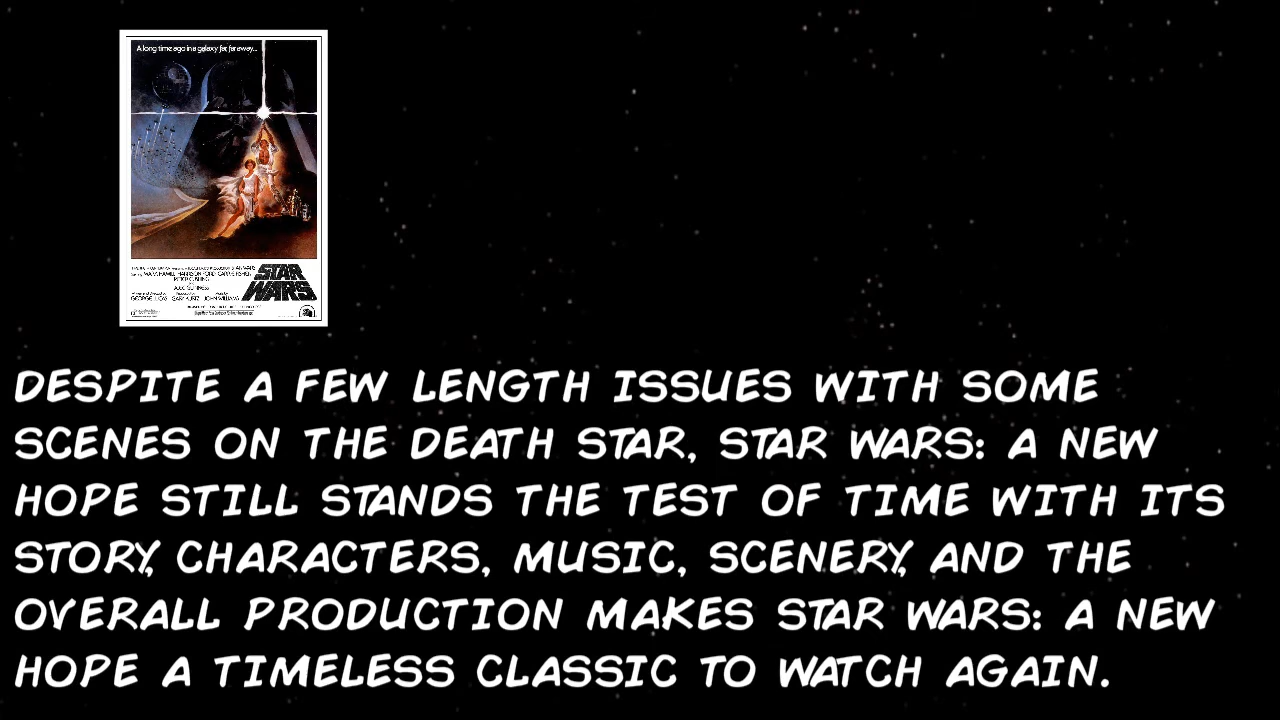 A long time ago in a galaxy far, far away...
STAR
WARS
DESPITE A FEW LENGTH ISSUES WITH SOME
SCENES ON THE DEATH STAR, STAR WARS: A NEW
HOPE STILL STANDS THE TEST OF TIME WITH ITS
STORY, CHARACTERS, MUSIC, SCENERY, AND THE
OVERALL PRODUCTION MAKES STAR WARS: A NEW
HOPE A TIMELESS CLASSIC TO WATCH AGAIN.